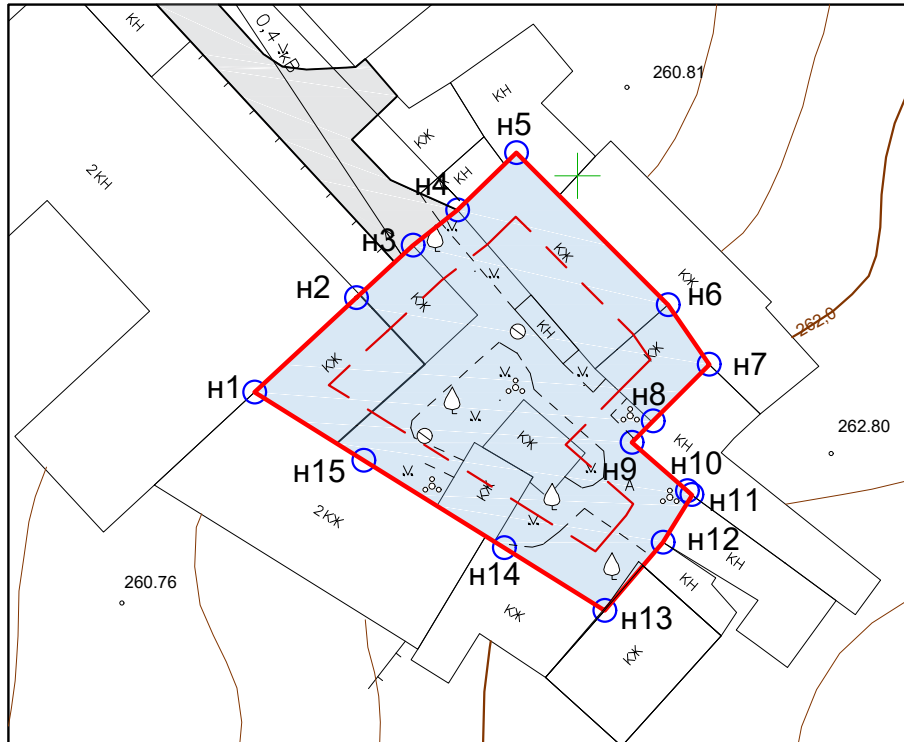 КН
0,4 кВ
КН
260.81
КЖ
н5
2КН
КН
н4
н3
КЖ
КЖ
н2
КЖ
н6
262,0
КН
КЖ
КЖ
н7
н1
н8
КЖ
КН
262.80
н9
н15
н10
А
КЖ
н11
2КЖ
н12
н14
КН
КН
260.76
КЖ
н13
КЖ